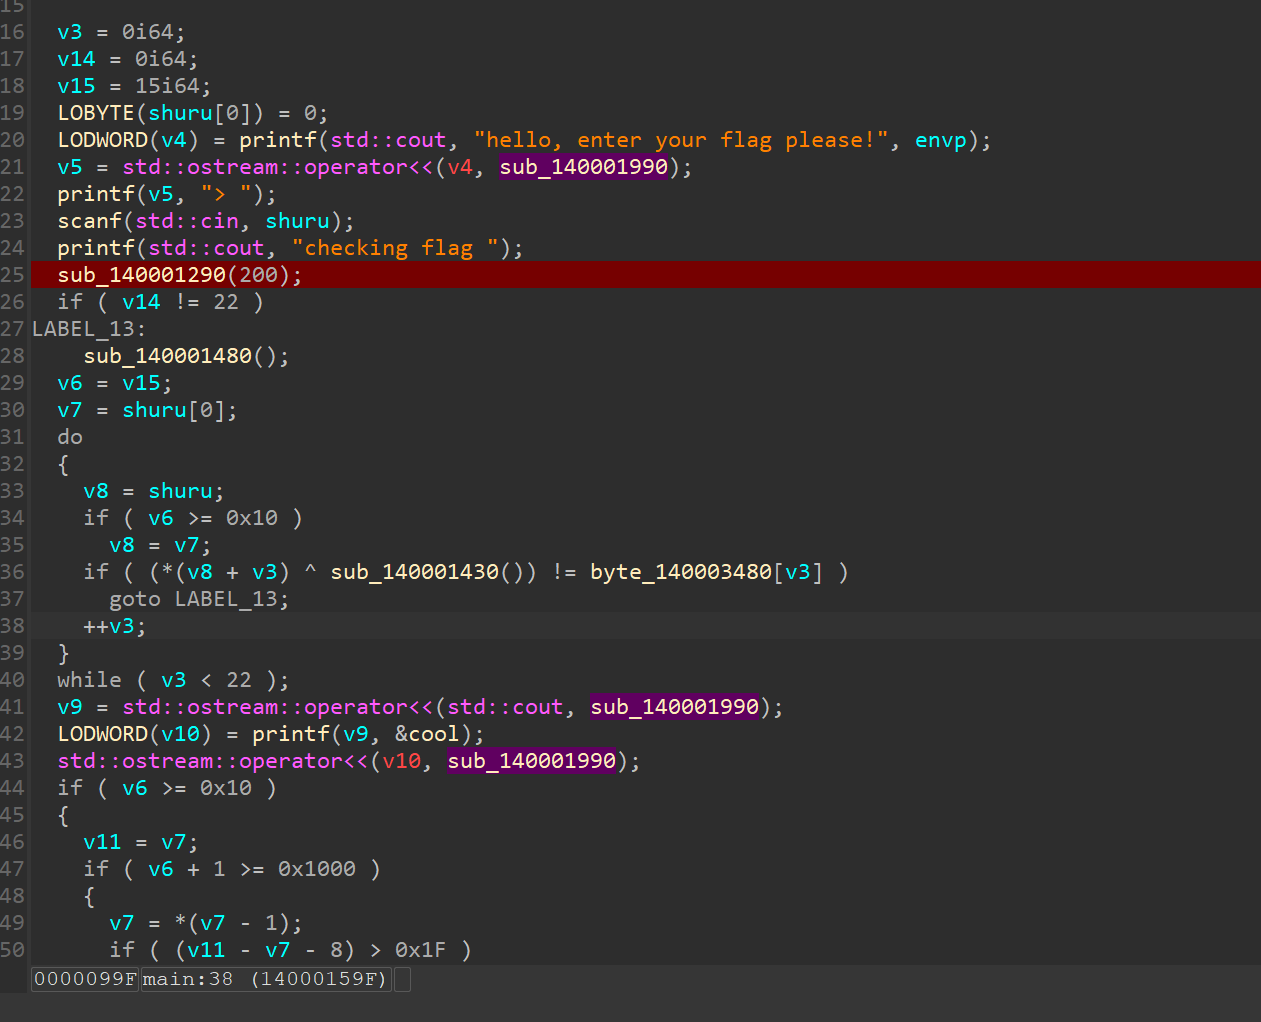 15
16 v3 = 0i64;
17 v14 = 0i64;
18 v15 = 15i64;
19 LOBYTE(shuru[0]) = 0;
20 LODWORD(v4) = printf(std::cout, "hello, enter your flag please!", envp);
21 v5 = std::ostream::operator<<(v4, sub_140001990);
22 printf(v5, "> ");
23 scanf(std::cin, shuru);
24 printf(std::cout, "checking flag ");
25 sub_140001290(200);
26 if ( v14 != 22 )
27 LABEL_13:
28 sub_140001480();
29 v6 = v15;
30 v7 = shuru[0];
31 do
32 {
33 v8 = shuru;
34 if ( v6 >= 0x10 )
35 v8 = v7;
36 if ( (*(v8 + v3) ^ sub_140001430()) != byte_140003480[v3] )
37 goto LABEL_13;
38 ++v3;
39 }
40 while ( v3 < 22 );
41 v9 = std::ostream::operator<<(std::cout, sub_140001990);
42 LODWORD(v10) = printf(v9, &cool);
43 std::ostream::operator<<(v10, sub_140001990);
44 if ( v6 >= 0x10 )
45 {
46 v11 = v7;
47 if ( v6 + 1 >= 0x1000 )
48 {
49 v7 = *(v7 - 1);
50 if ( (v11 - v7 - 8) > 0x1F )
0000099F main:38 (14000159F)